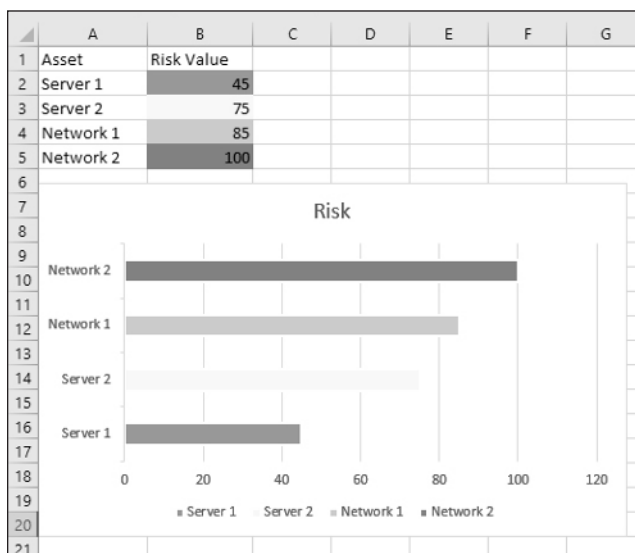 A B C D E F G
1 Asset Risk Value
2 Server 1 45
3 Server 2 75
4 Network 1 85
5 Network 2 100
6
7
Risk
8
9
Network 2
10
11
Network 1
12
13
Server 2
14
15
Server 1
16
17
0 20 40 60 80 100 120
18
19
Server 1 Server 2 Network 1 Network 2
20
21